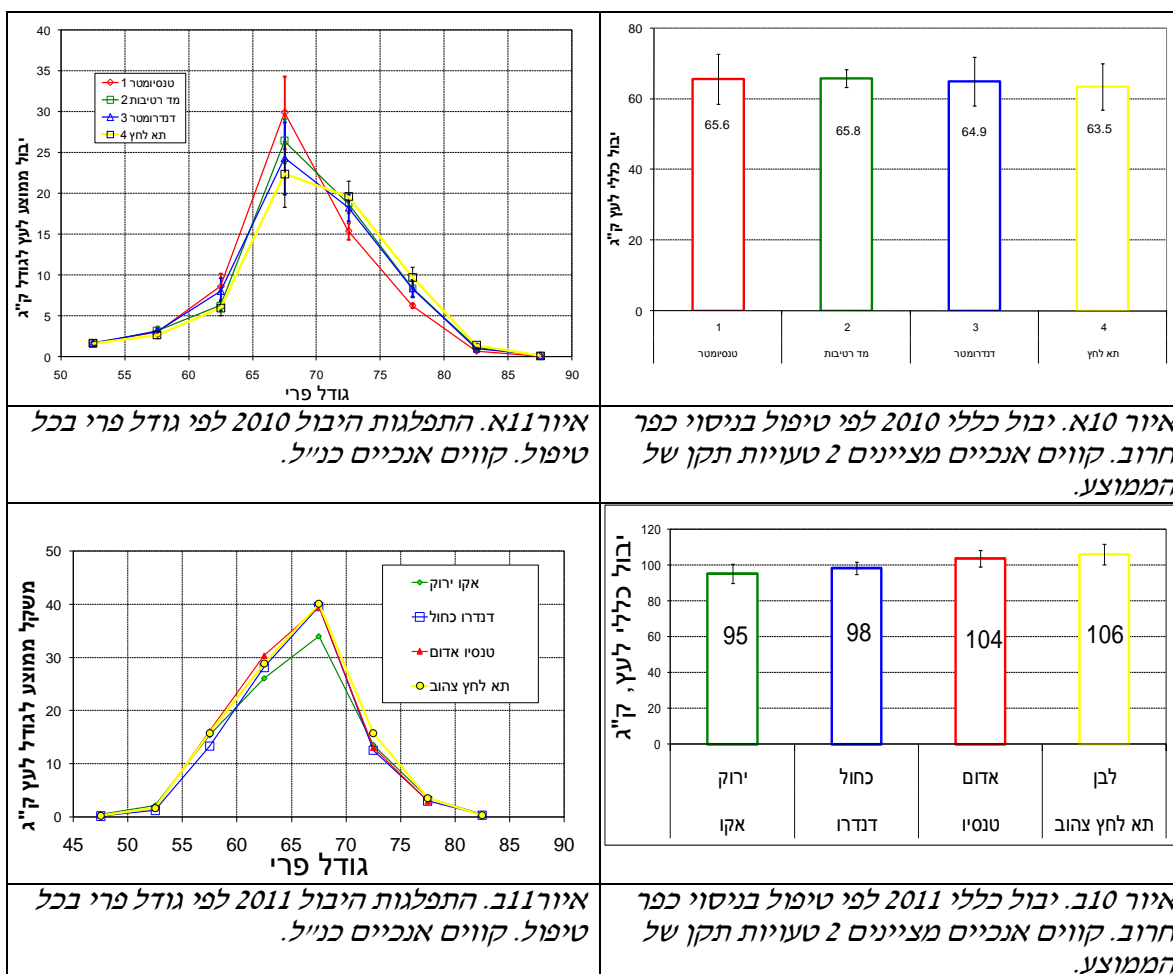 יבול כללי לעץ ק"ג
80
60
40
20
0
65.6
65.8
64.9
63.5
1 2 3 4
טנסיומטר מד רטיבות דנדרומטר תא לחץ
יבול ממוצע לעץ לגודל ק"ג
40
35
30
25
20
15
10
5
0
טנסיומטר 1
מד רטיבות 2
דנדרומטר 3
תא לחץ 4
50 55 60 65 70 75 80 85 90
גודל פרי
איור 10א. יבול כללי 2010 לפי טיפול בניסוי כפר
חרוב. קווים אנכיים מציינים 2 טעויות תקן של
הממוצע.
איור11א. התפלגות היבול 2010 לפי גודל פרי בכל
טיפול. קווים אנכיים כנ״ל.
יבול כללי לעץ, ק"ג
120
100
80
60
40
20
0
95
98
104
106
ירוק כחול אדום לבן
אקו דנדרו טנסיו תא לחץ צהוב
משקל ממוצע לגודל לעץ ק"ג
50
40
30
20
10
0
אקו ירוק
דנדרו כחול
טנסיו אדום
תא לחץ צהוב
45 50 55 60 65 70 75 80 85 90
גודל פרי
איור 10ב. יבול כללי 2011 לפי טיפול בניסוי כפר
חרוב. קווים אנכיים מציינים 2 טעויות תקן של
הממוצע.
איור11ב. התפלגות היבול 2011 לפי גודל פרי בכל
טיפול. קווים אנכיים כנ״ל.